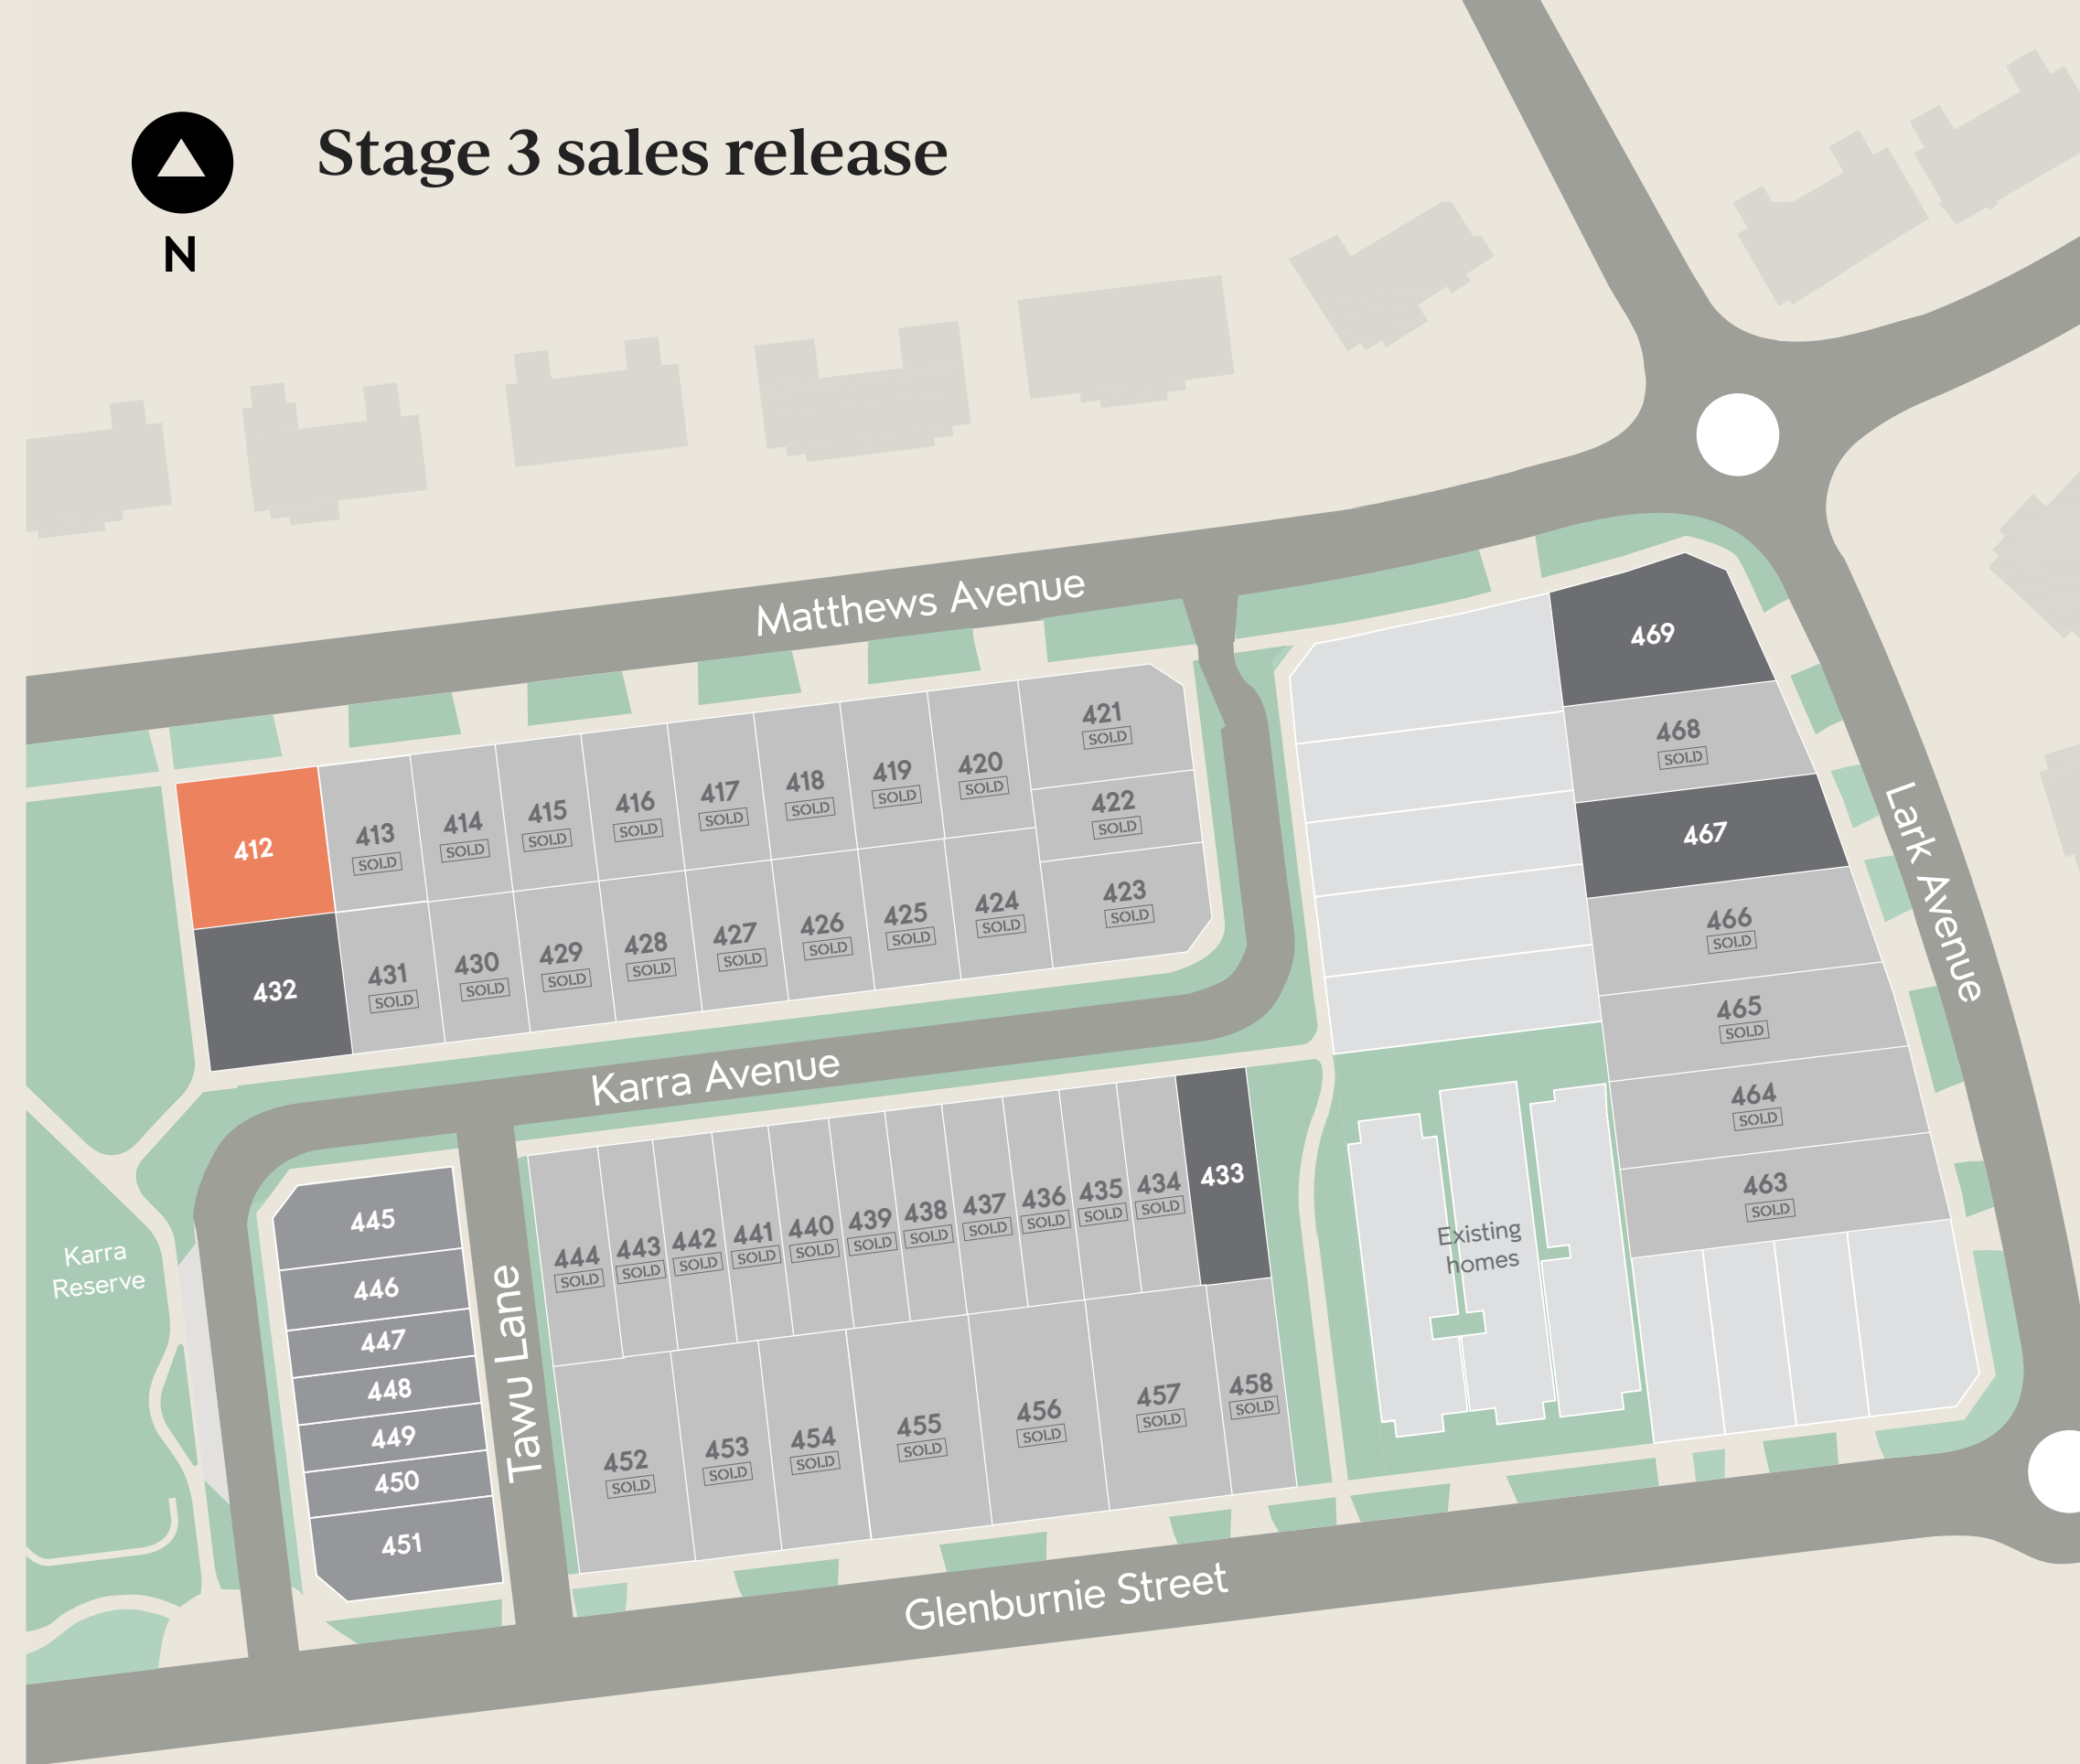 Stage 3 sales release
N
Matthews Avenue
469
421
SOLD
468
SOLD
420
SOLD
419
SOLD
418
SOLD
417
SOLD
416
SOLD
415
SOLD
414
SOLD
413
SOLD
412
422
SOLD
467
Lark Avenue
423
SOLD
424
SOLD
425
SOLD
426
SOLD
427
SOLD
428
SOLD
429
SOLD
430
SOLD
431
SOLD
432
466
SOLD
465
SOLD
Karra Avenue
464
SOLD
463
SOLD
433
434
SOLD
435
SOLD
436
SOLD
437
SOLD
438
SOLD
439
SOLD
440
SOLD
441
SOLD
442
SOLD
443
SOLD
444
SOLD
Existing
homes
Karra
Reserve
445
446
447
448
449
450
451
Tawu Lane
452
SOLD
453
SOLD
454
SOLD
455
SOLD
456
SOLD
457
SOLD
458
SOLD
Glenburnie Street